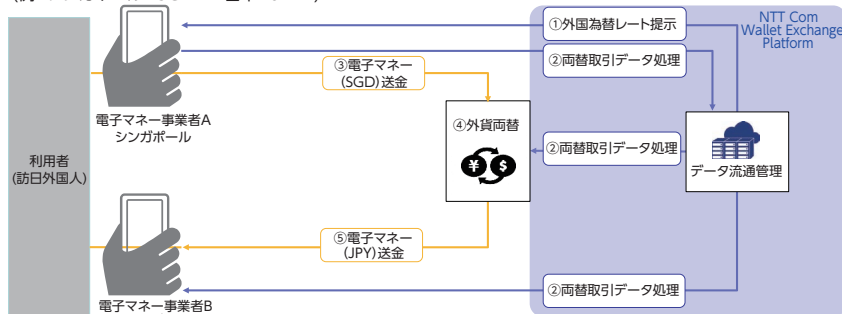 ①外国為替レート提示
NTT Com
Wallet Exchange
Platform
②両替取引データ処理
③電子マネー
(SGD)送金
電子マネー事業者A
シンガポール
④外貨両替
②両替取引データ処理
データ流通管理
利用者
(訪日外国人)
⑤電子マネー
(JPY)送金
②両替取引データ処理
電子マネー事業者B